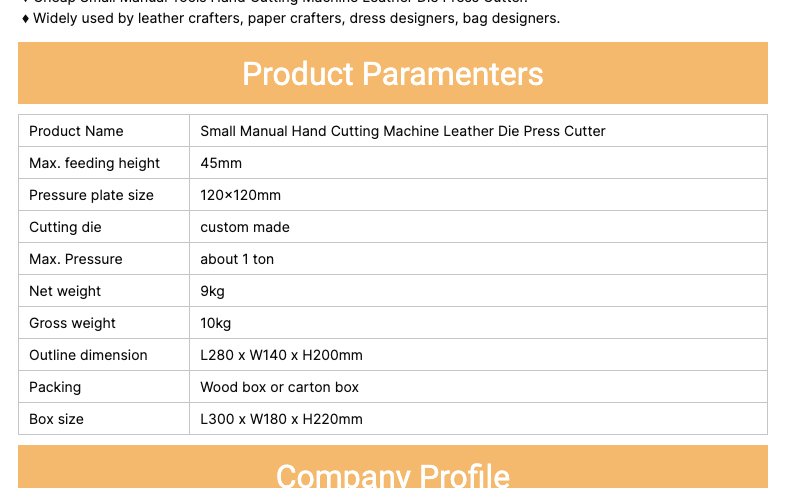 ♦ Cheap Small Manual Tools Hand Cutting Machine Leather Die Press Cutter.
♦ Widely used by leather crafters, paper crafters, dress designers, bag designers.
Product Paramenters
Product Name Small Manual Hand Cutting Machine Leather Die Press Cutter
Max. feeding height 45mm
Pressure plate size 120×120mm
Cutting die custom made
Max. Pressure about 1 ton
Net weight 9kg
Gross weight 10kg
Outline dimension L280 x W140 x H200mm
Packing Wood box or carton box
Box size L300 x W180 x H220mm
Company Profile